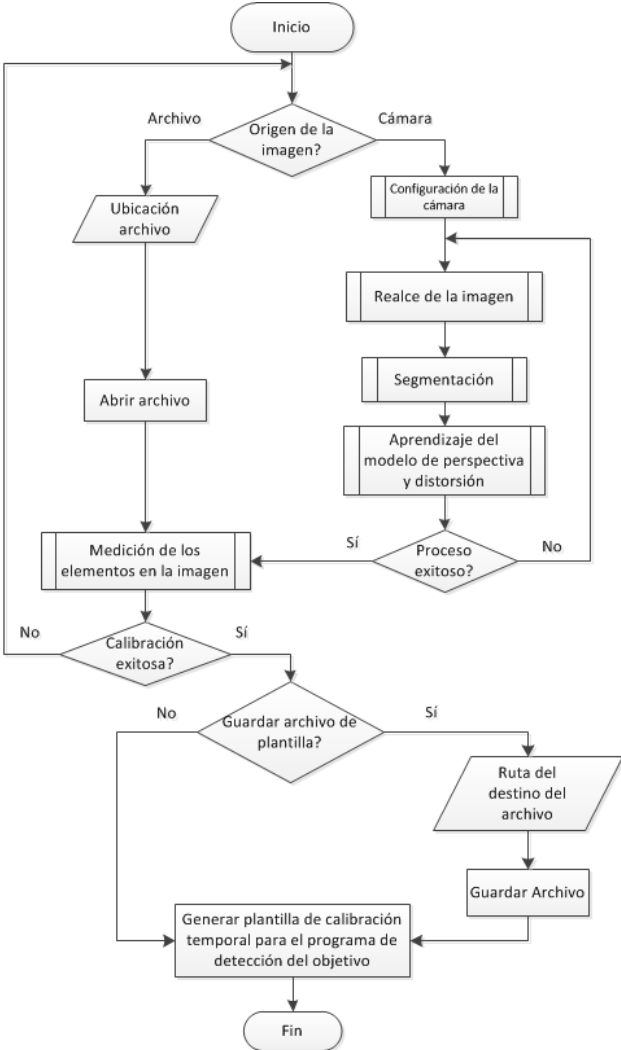 Inicio
Archivo
Cámara
Origen de la
imagen?
Ubicación
archivo
Configuración de la
cámara
Realce de la imagen
Segmentación
Abrir archivo
Aprendizaje del
modelo de perspectiva
y distorsión
Sí
Proceso
exitoso?
No
Medición de los
elementos en la imagen
No
Calibración
exitosa?
Sí
No
Guardar archivo de
plantilla?
Sí
Ruta del
destino del
archivo
Guardar Archivo
Generar plantilla de calibración
temporal para el programa de
detección del objetivo
Fin